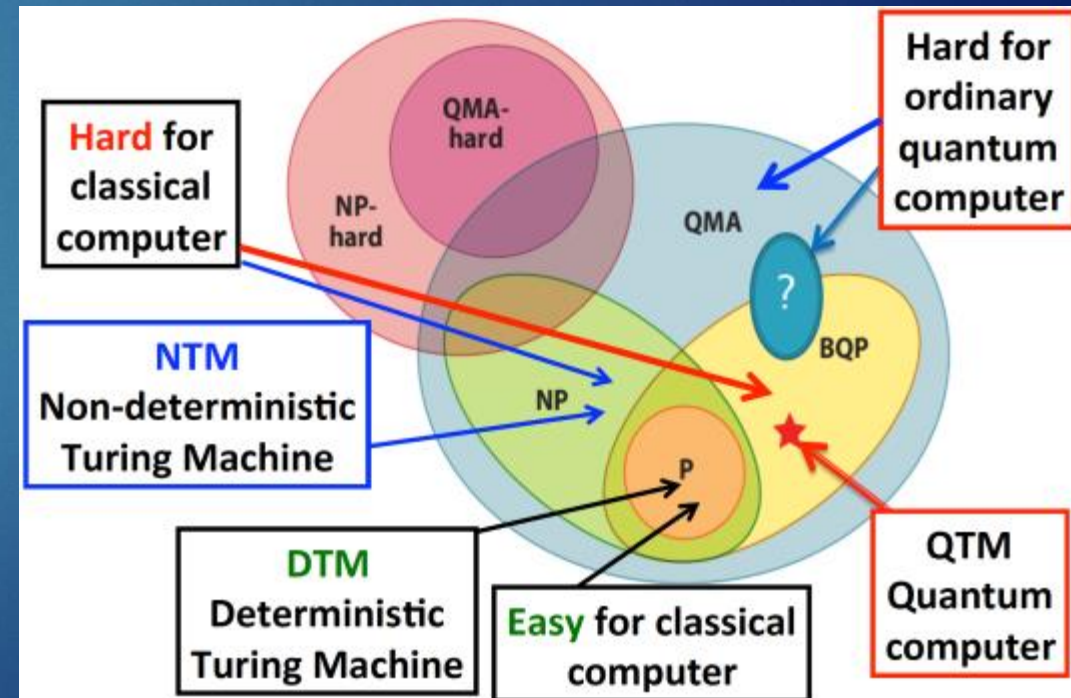 Hard for
ordinary
quantum
computer
QMA-
hard
Hard for
classical
computer
NP-
hard
QMA
?
BQP
NTM
Non-deterministic
Turing Machine
NP
P
DTM
Deterministic
Turing Machine
Easy for classical
computer
QTM
Quantum
computer